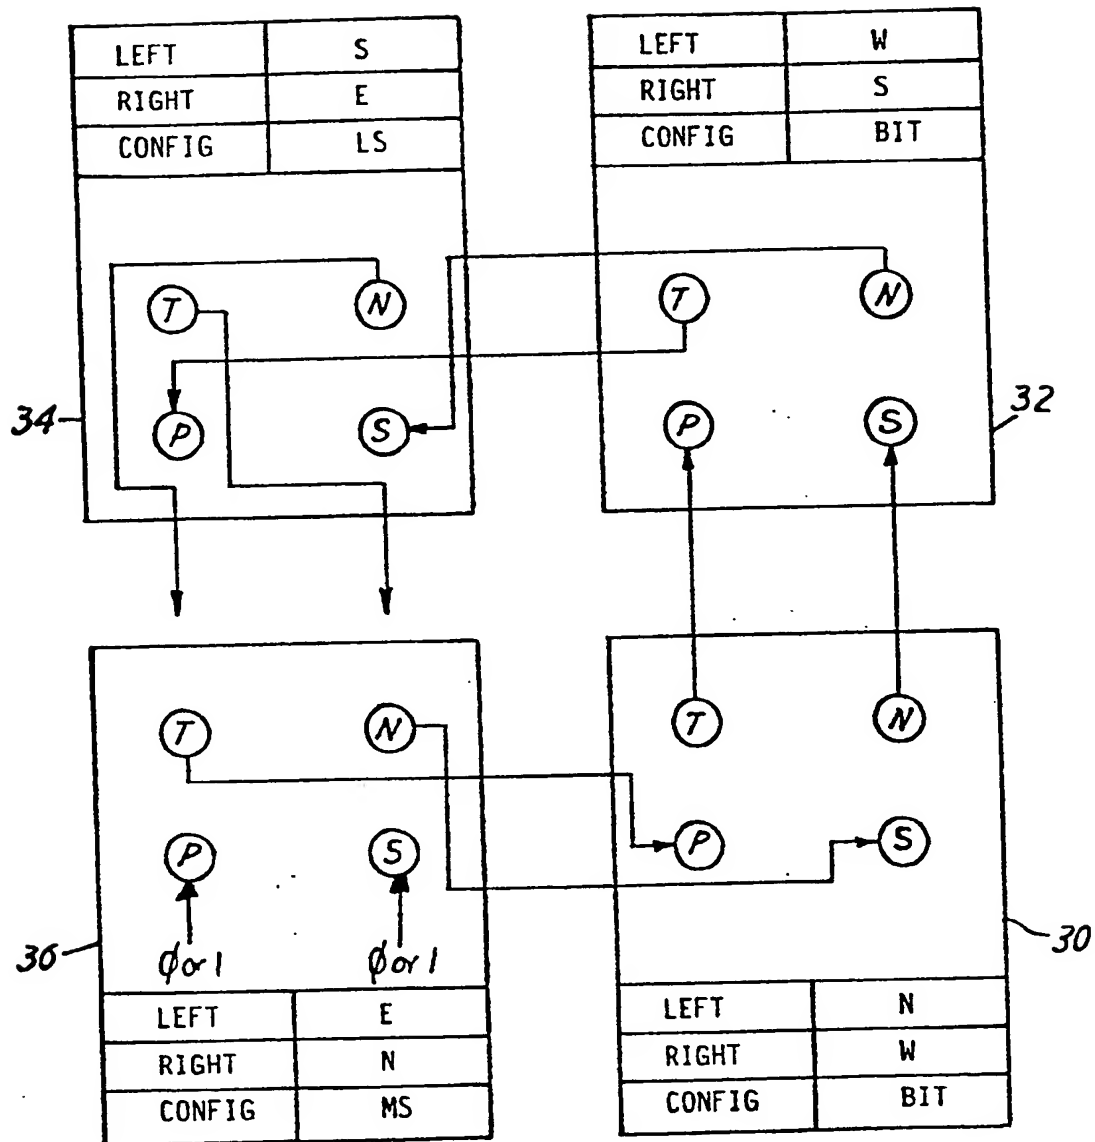 LEFT S
RIGHT E
CONFIG LS
LEFT W
RIGHT S
CONFIG BIT
T N
P S
34
T N
P S
32
T N
P S
φ or 1 φ or 1
36
LEFT E
RIGHT N
CONFIG MS
T N
P S
30
LEFT N
RIGHT W
CONFIG BIT